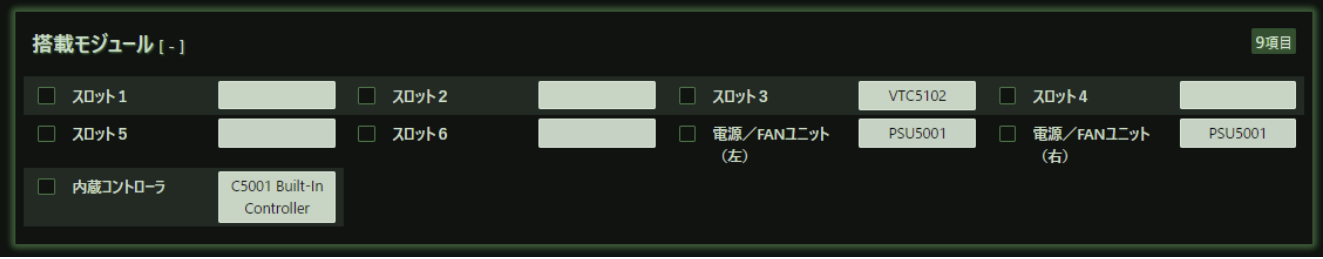 搭載モジュール [ - ]
9項目
スロット1
スロット2
スロット3 VTC5102
スロット4
スロット5
スロット6
電源／FANユニット
（左）
PSU5001
電源／FANユニット
（右）
PSU5001
内蔵コントローラ
C5001 Built-In
Controller